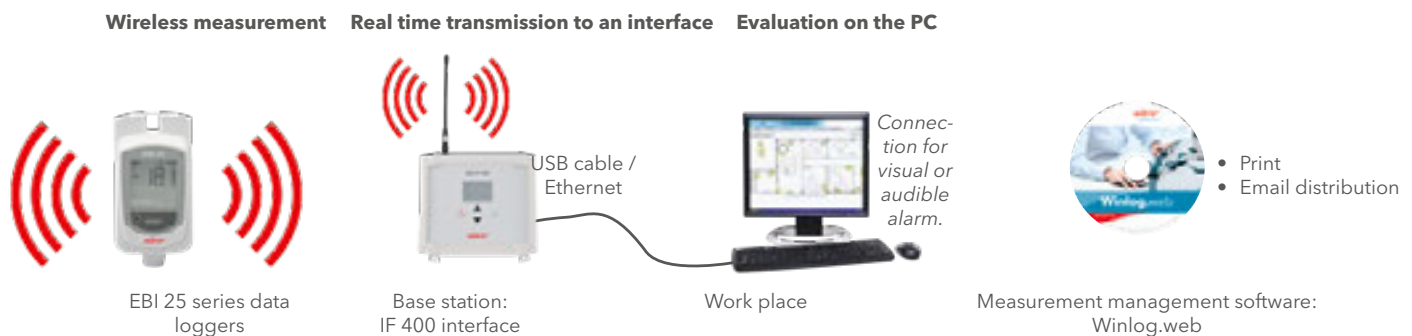 Wireless measurement
Real time transmission to an interface
Evaluation on the PC
USB cable /
Ethernet
Connec-
tion for
visual or
audible
alarm.
Winlog.web
• Print
• Email distribution
EBI 25 series data
loggers
Base station:
IF 400 interface
Work place
Measurement management software:
Winlog.web